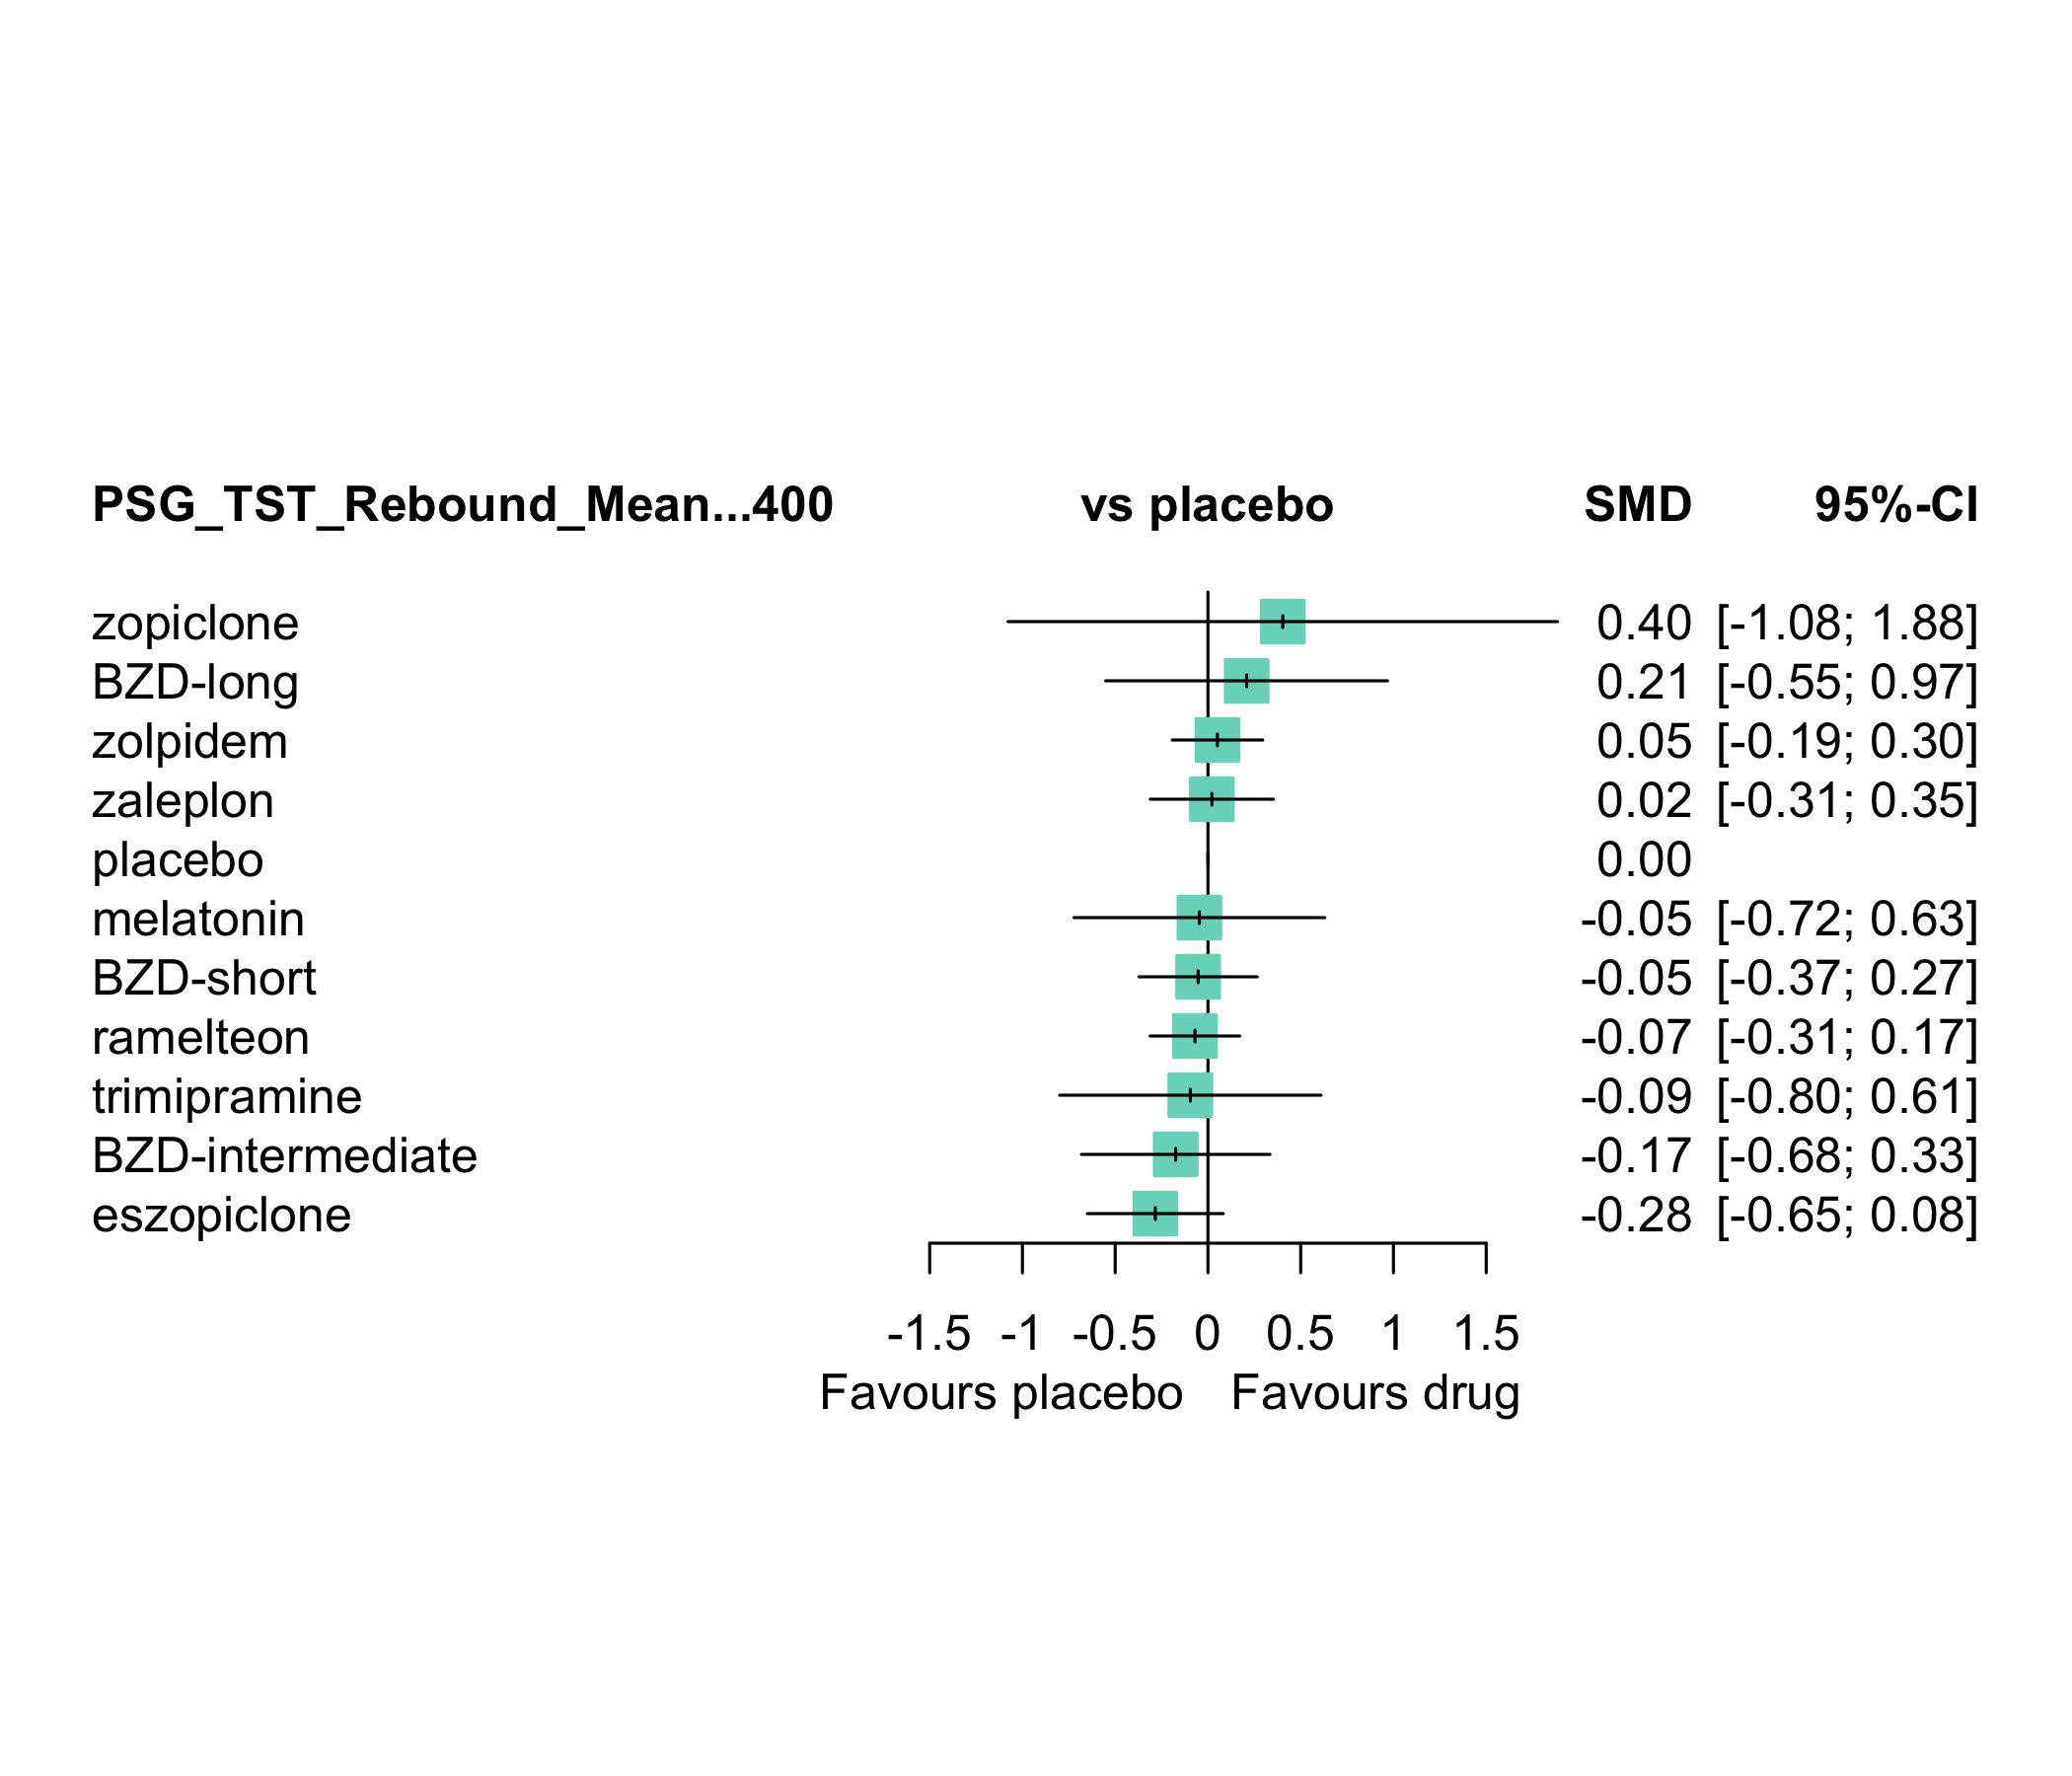 PSG_TST_Rebound_Mean...400 vs placebo SMD 95%-CI
zopiclone 0.40 [-1.08; 1.88]
BZD-long 0.21 [-0.55; 0.97]
zolpidem 0.05 [-0.19; 0.30]
zaleplon 0.02 [-0.31; 0.35]
placebo 0.00
melatonin -0.05 [-0.72; 0.63]
BZD-short -0.05 [-0.37; 0.27]
ramelteon -0.07 [-0.31; 0.17]
trimipramine -0.09 [-0.80; 0.61]
BZD-intermediate -0.17 [-0.68; 0.33]
eszopiclone -0.28 [-0.65; 0.08]
-1.5 -1 -0.5 0 0.5 1 1.5
Favours placebo Favours drug